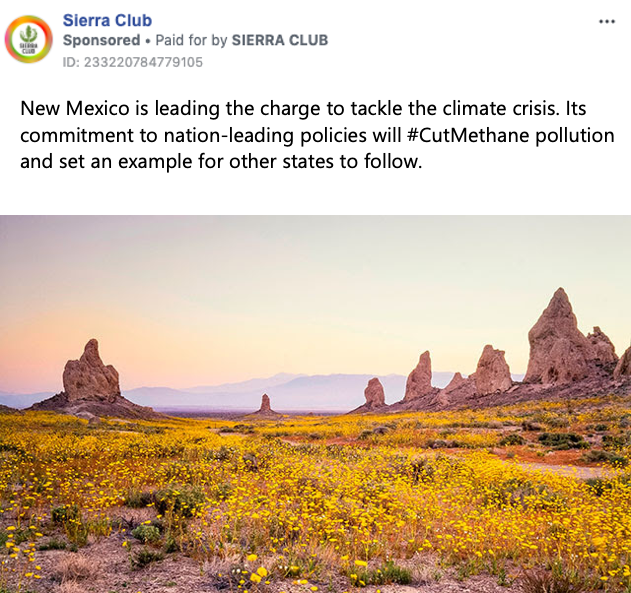 Sierra Club
Sponsored • Paid for by SIERRA CLUB
ID: 233220784779105
New Mexico is leading the charge to tackle the climate crisis. Its
commitment to nation-leading policies will #CutMethane pollution
and set an example for other states to follow.
SIERRA
CLUB